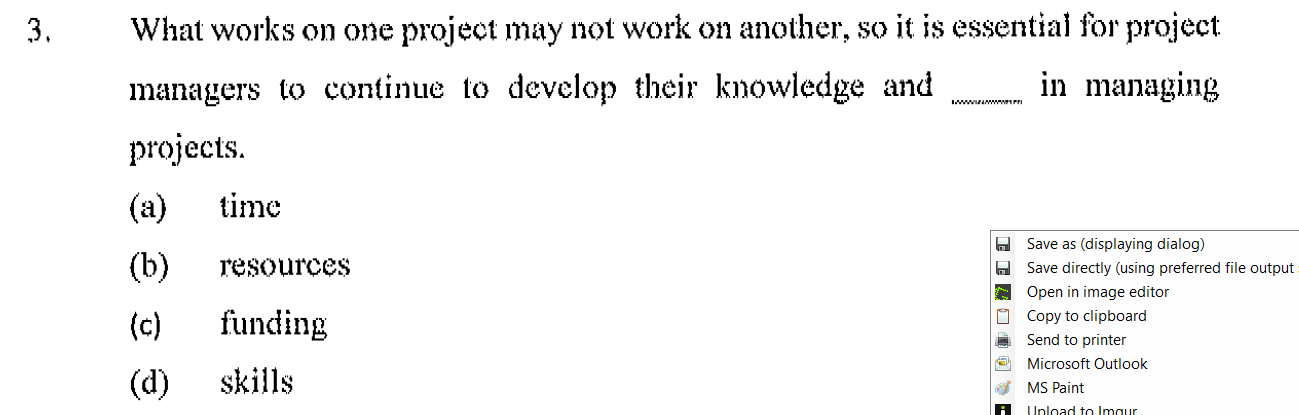 3. What works on one project may not work on another, so it is essential for project
managers to continue to develop their knowledge and _____ in managing
projects.
(a) time
(b) resources
(c) funding
(d) skills
Save as (displaying dialog)
Save directly (using preferred file output
Open in image editor
Copy to clipboard
Send to printer
Microsoft Outlook
MS Paint
Upload to Imgur